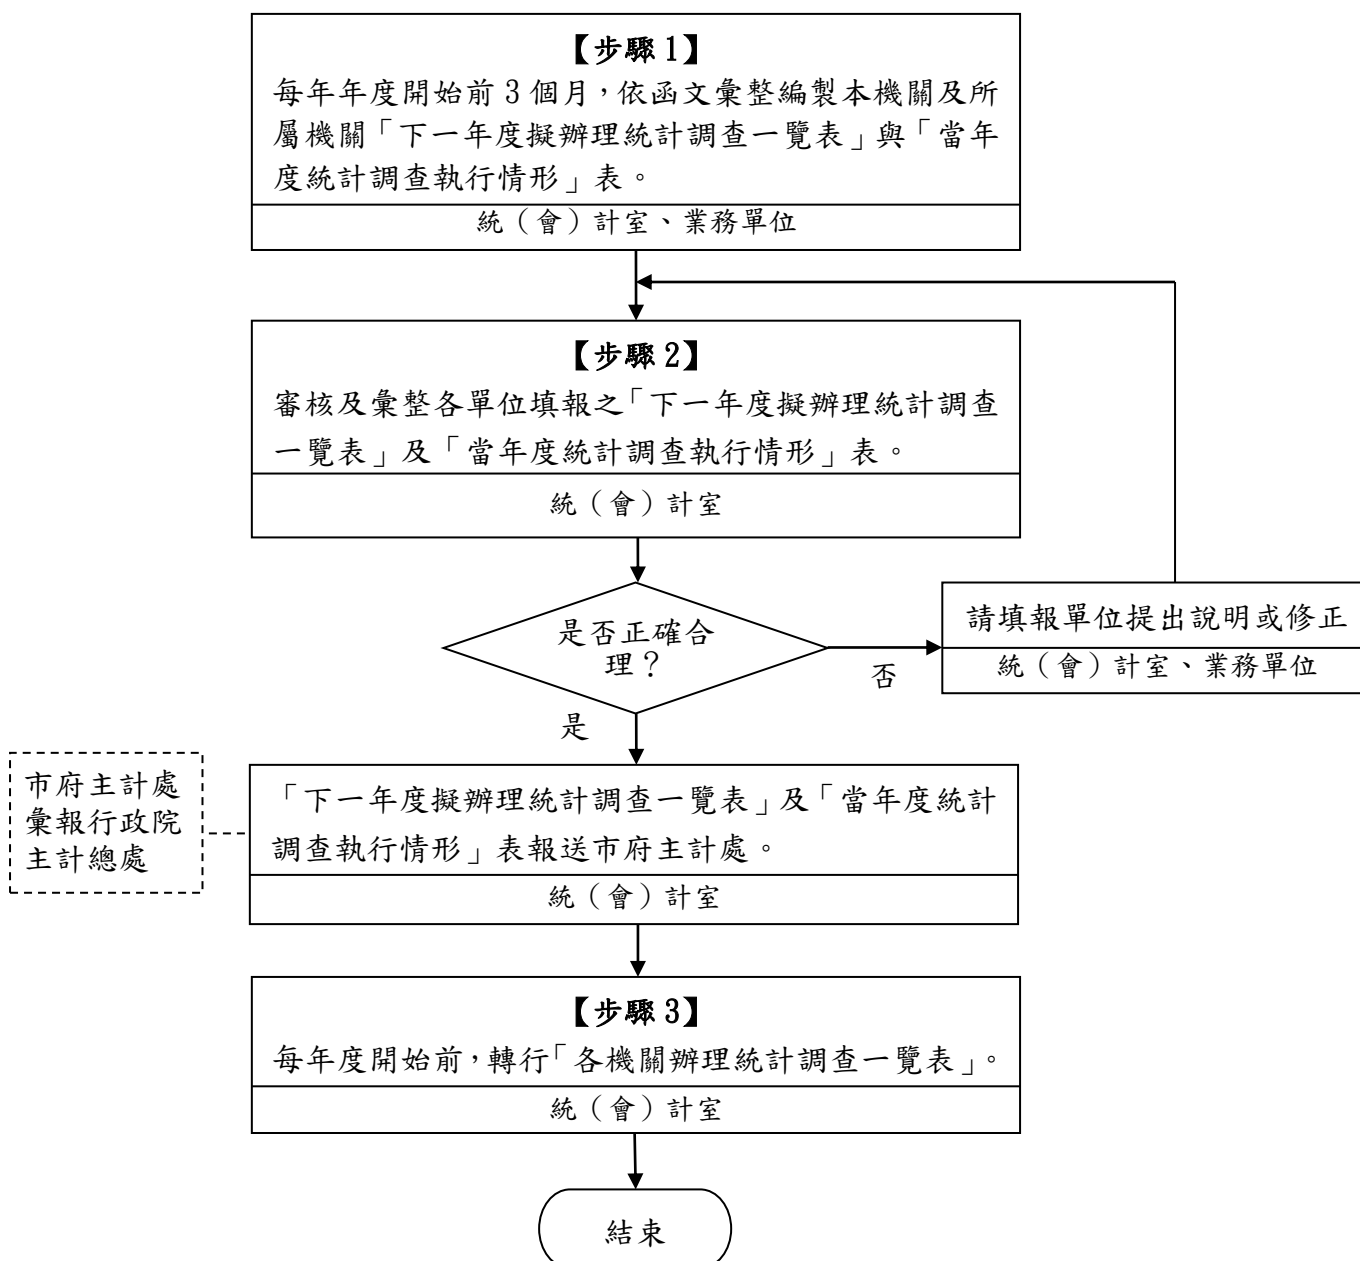 【步驟1】
每年年度開始前3個月，依函文彙整編製本機關及所
屬機關「下一年度擬辦理統計調查一覽表」與「當年
度統計調查執行情形」表。
統（會）計室、業務單位
【步驟2】
審核及彙整各單位填報之「下一年度擬辦理統計調查
一覽表」及「當年度統計調查執行情形」表。
統（會）計室
是否正確合
理？
否
請填報單位提出說明或修正
統（會）計室、業務單位
是
市府主計處
彙報行政院
主計總處
「下一年度擬辦理統計調查一覽表」及「當年度統計
調查執行情形」表報送市府主計處。
統（會）計室
【步驟3】
每年度開始前，轉行「各機關辦理統計調查一覽表」。
統（會）計室
結束